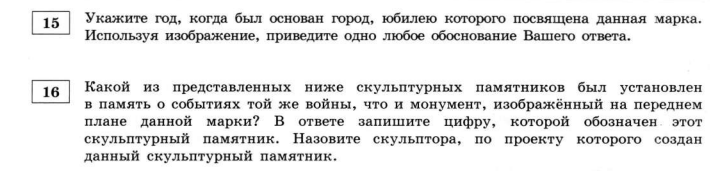 15 Укажите год, когда был основан город, юбилею которого посвящена данная марка.
Используя изображение, приведите одно любое обоснование Вашего ответа.
16 Какой из представленных ниже скульптурных памятников был установлен
в память о событиях той же войны, что и монумент, изображённый на переднем
плане данной марки? В ответе запишите цифру, которой обозначен этот
скульптурный памятник. Назовите скульптора, по проекту которого создан
данный скульптурный памятник.